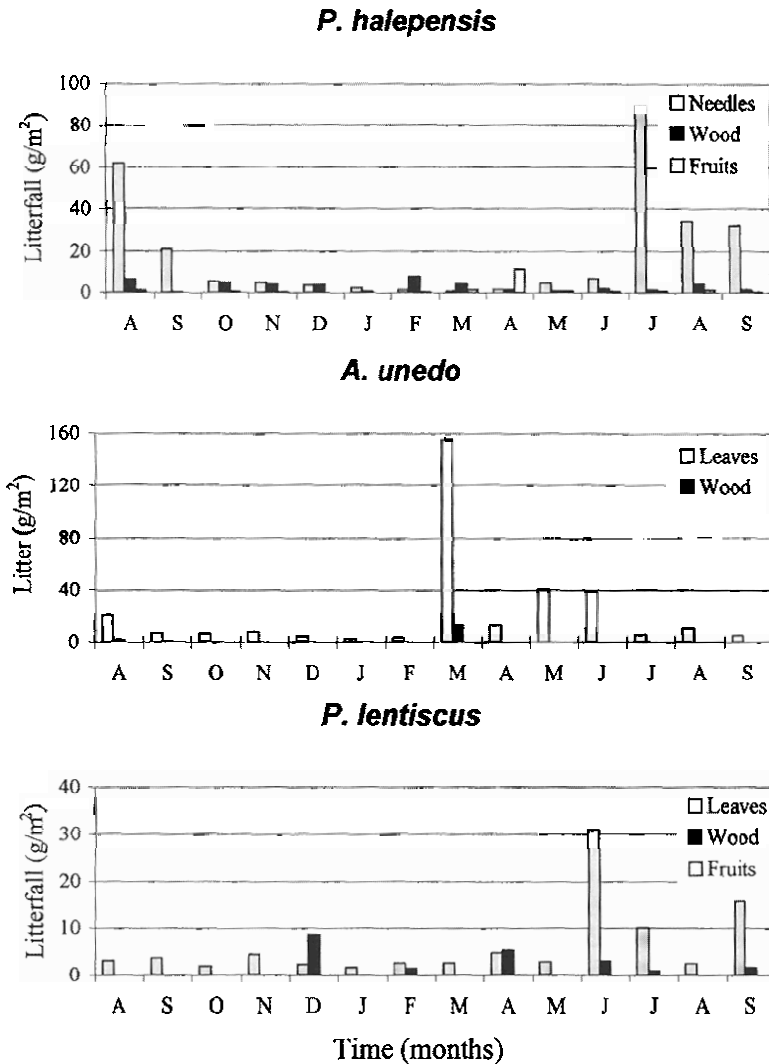 P. halepensis
Litterfall (g/m²)
100
80
60
40
20
0
Needles
Wood
Fruits
A S O N D J F M A M J J A S
A. unedo
Litter (g/m²)
160
120
80
40
0
Leaves
Wood
A S O N D J F M A M J J A S
P. lentiscus
Litterfall (g/m²)
40
30
20
10
0
Leaves
Wood
Fruits
A S O N D J F M A M J J A S
Time (months)